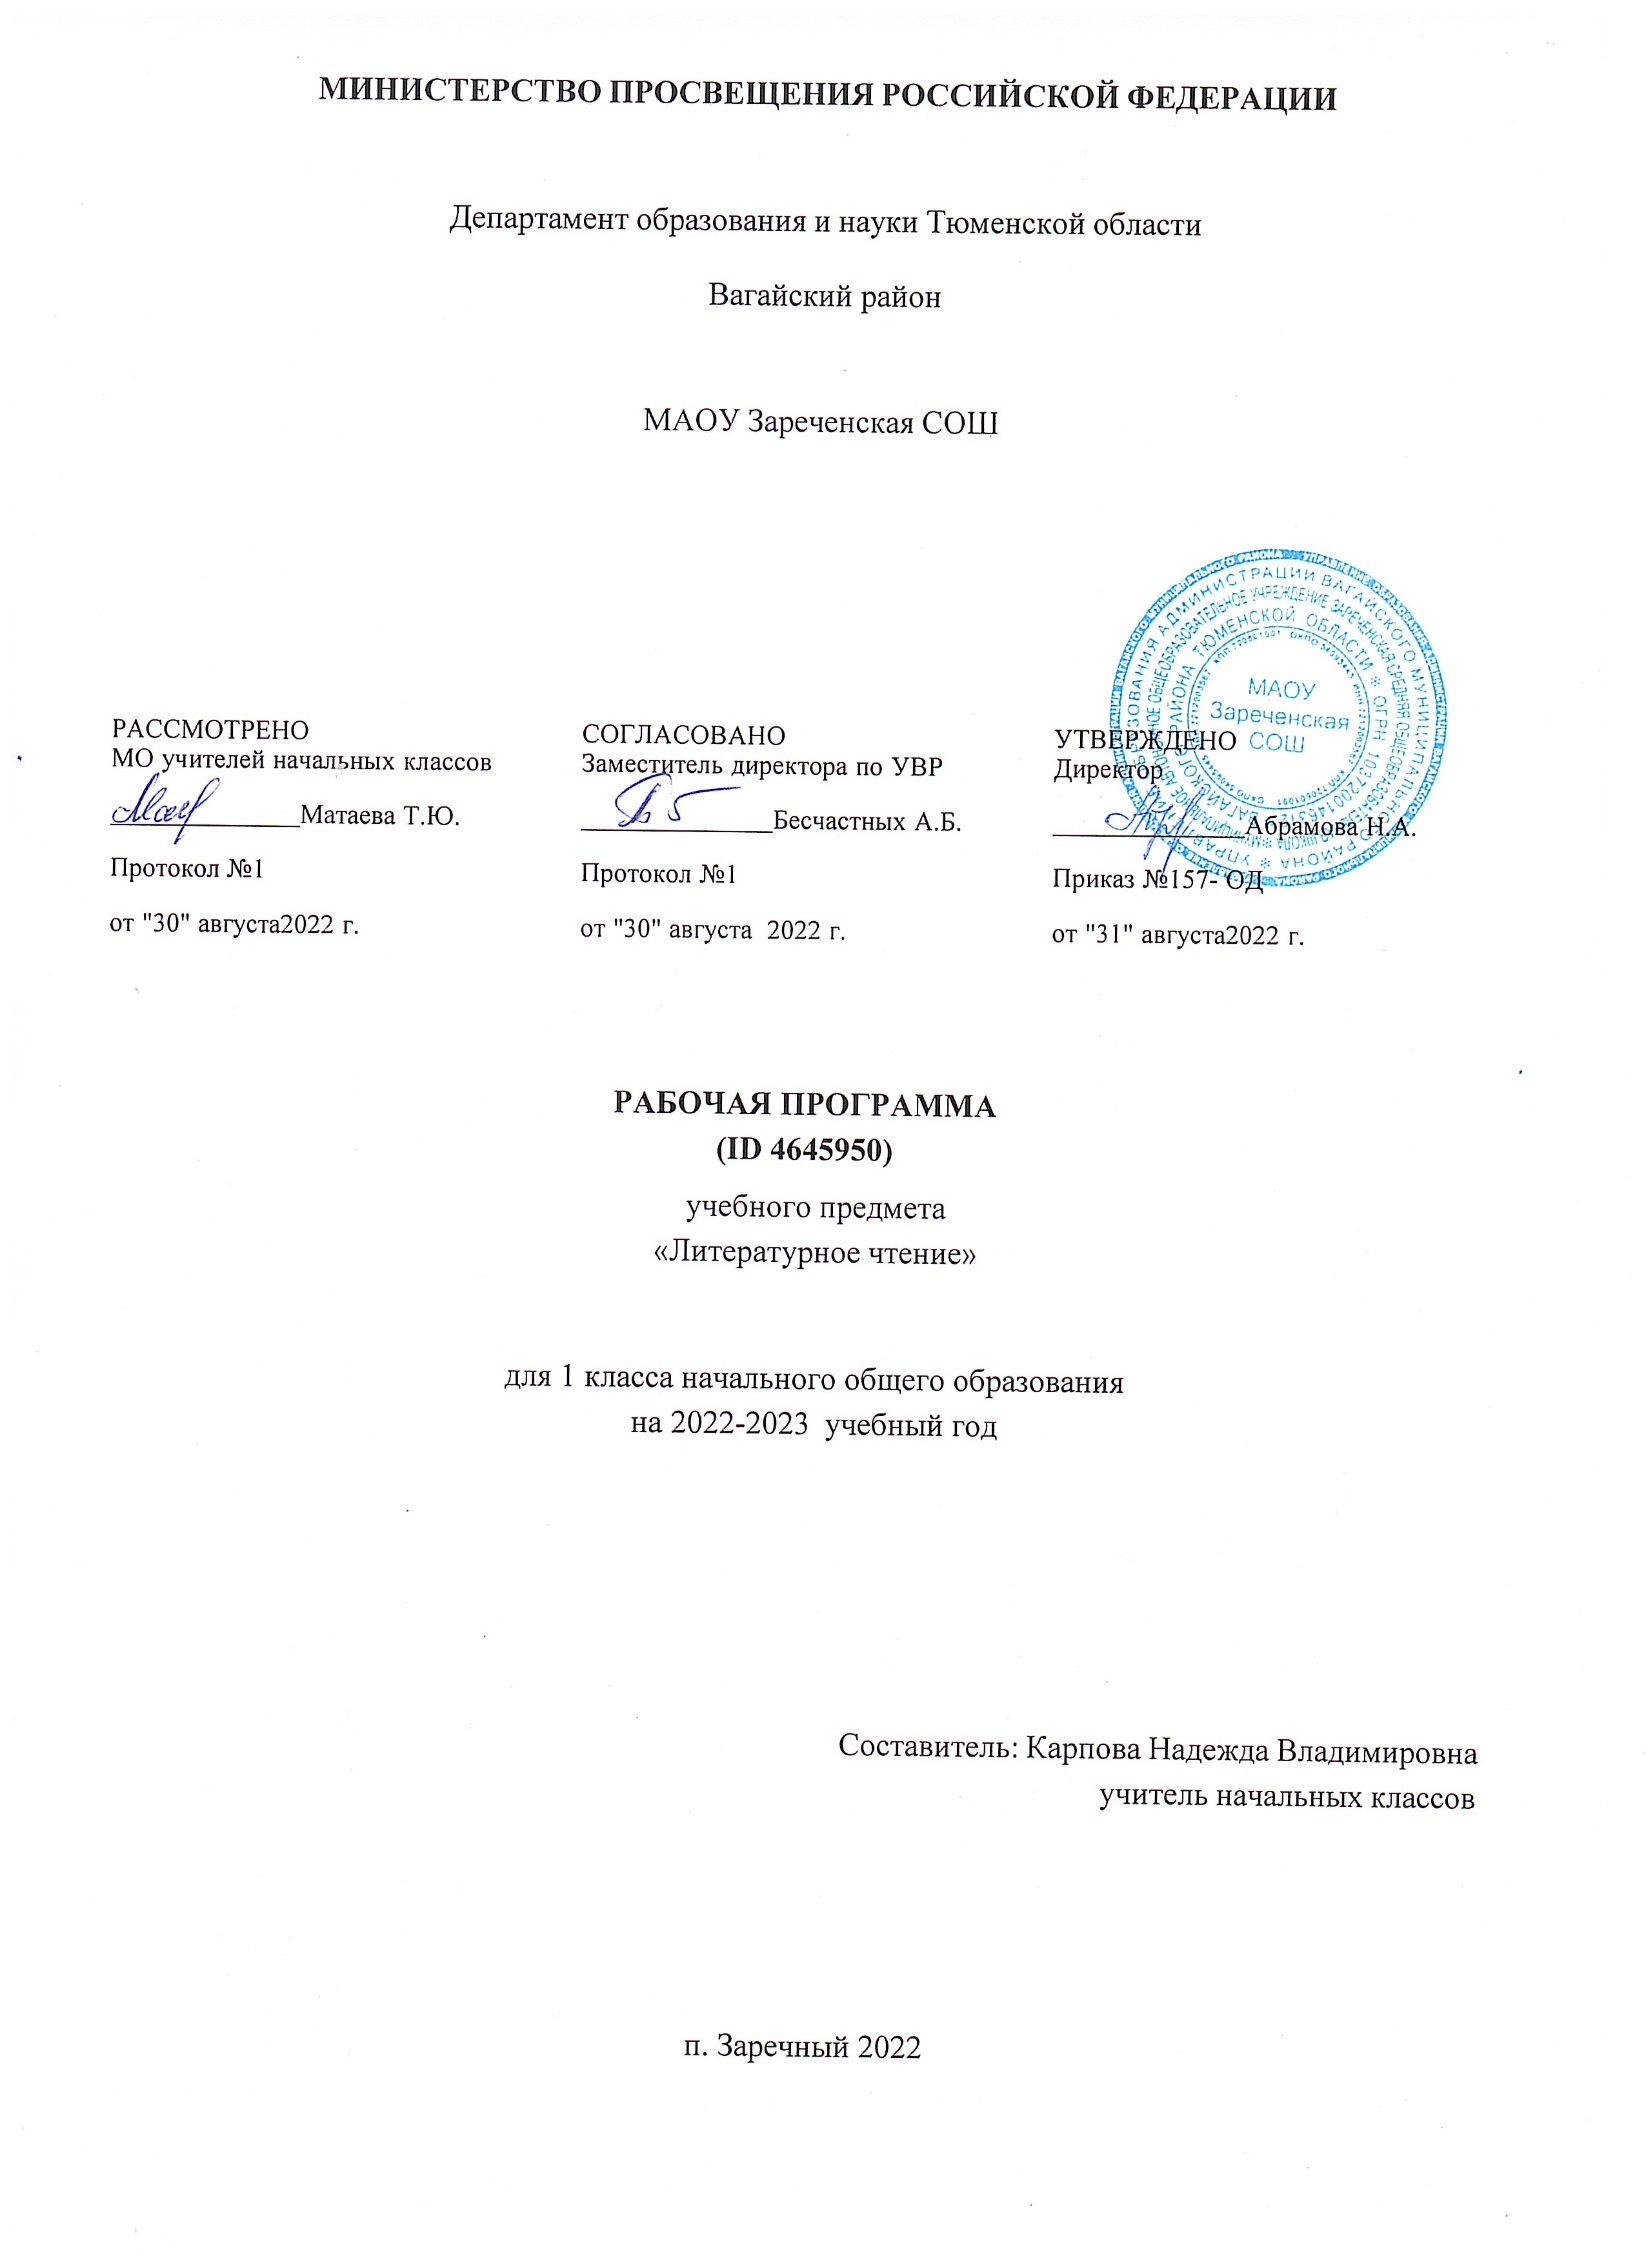 МИНИСТЕРСТВО ПРОСВЕЩЕНИЯ РОССИЙСКОЙ ФЕДЕРАЦИИ
Департамент образования и науки Тюменской области
Вагайский район
МАОУ Зареченская СОШ
РАССМОТРЕНО
МО учителей начальных классов
Матаева Т.Ю.
Протокол №1
от "30" августа2022 г.
СОГЛАСОВАНО
Заместитель директора по УВР
Бесчастных А.Б.
Протокол №1
от "30" августа 2022 г.
УТВЕРЖДЕНО
Директор
Абрамова Н.А.
Приказ №157- ОД
от "31" августа2022 г.
МАОУ
Зареченская
СОШ
РАБОЧАЯ ПРОГРАММА
(ID 4645950)
учебного предмета
«Литературное чтение»
для 1 класса начального общего образования
на 2022-2023 учебный год
Составитель: Карпова Надежда Владимировна
учитель начальных классов
п. Заречный 2022